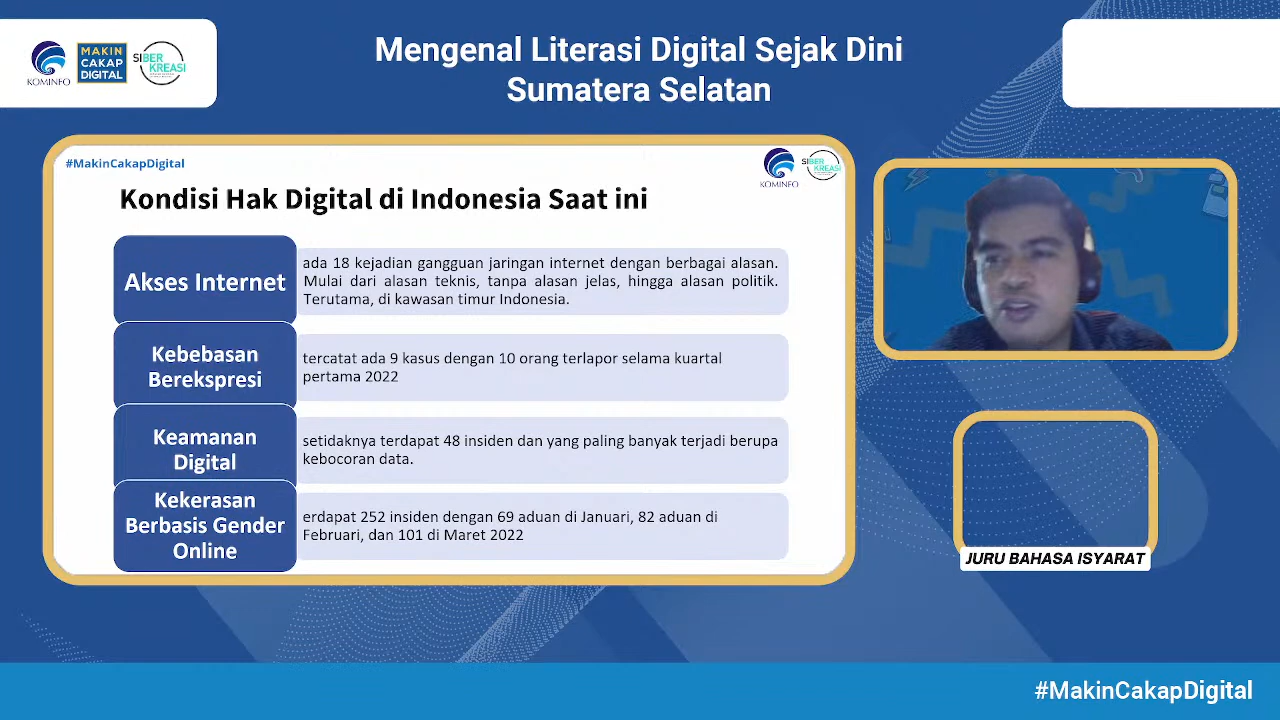 KOMINFO
MAKIN
CAKAP
DIGITAL
SIBER
KREASI
Mengenal Literasi Digital Sejak Dini
Sumatera Selatan
#MakinCakapDigital
KOMINFO
SIBER
KREASI
Kondisi Hak Digital di Indonesia Saat ini
Akses Internet
ada 18 kejadian gangguan jaringan internet dengan berbagai alasan.
Mulai dari alasan teknis, tanpa alasan jelas, hingga alasan politik.
Terutama, di kawasan timur Indonesia.
Kebebasan
Berekspresi
tercatat ada 9 kasus dengan 10 orang terlapor selama kuartal
pertama 2022
Keamanan
Digital
setidaknya terdapat 48 insiden dan yang paling banyak terjadi berupa
kebocoran data.
Kekerasan
Berbasis Gender
Online
erdapat 252 insiden dengan 69 aduan di Januari, 82 aduan di
Februari, dan 101 di Maret 2022
JURU BAHASA ISYARAT
#MakinCakapDigital